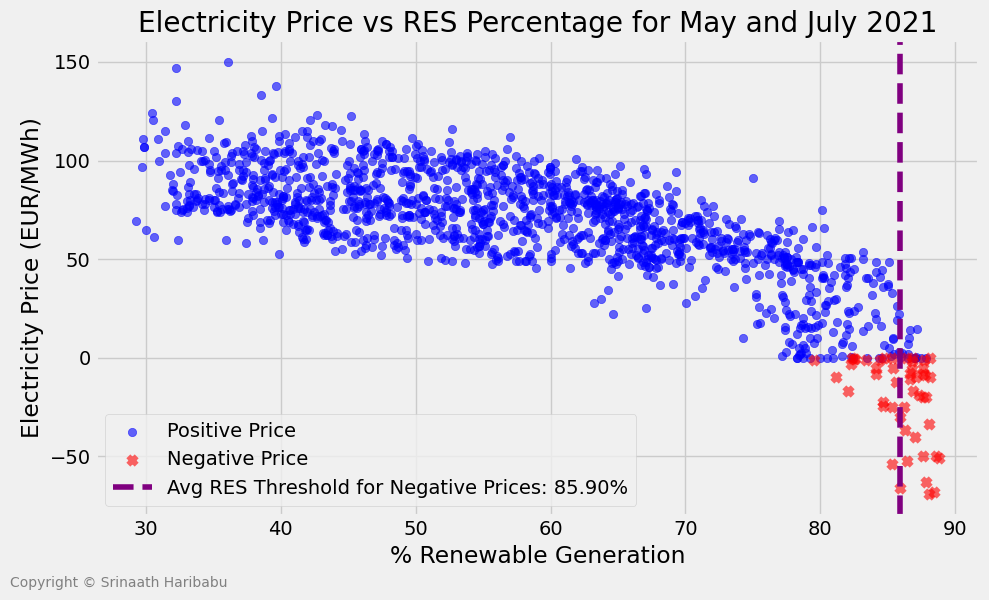 Electricity Price vs RES Percentage for May and July 2021
150
100
50
0
−50
Electricity Price (EUR/MWh)
Positive Price
Negative Price
Avg RES Threshold for Negative Prices: 85.90%
30 40 50 60 70 80 90
% Renewable Generation
Copyright © Srinaath Haribabu